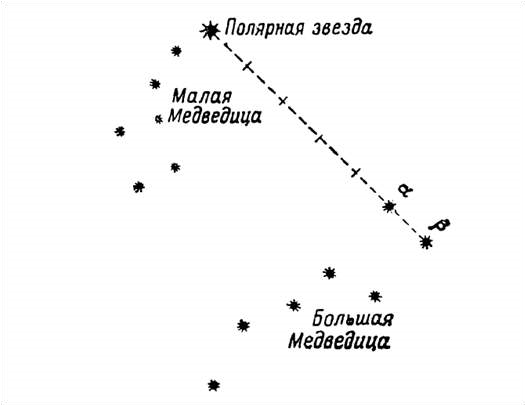 Полярная звезда
Малая
Медведица
α
β
Большая
Медведица